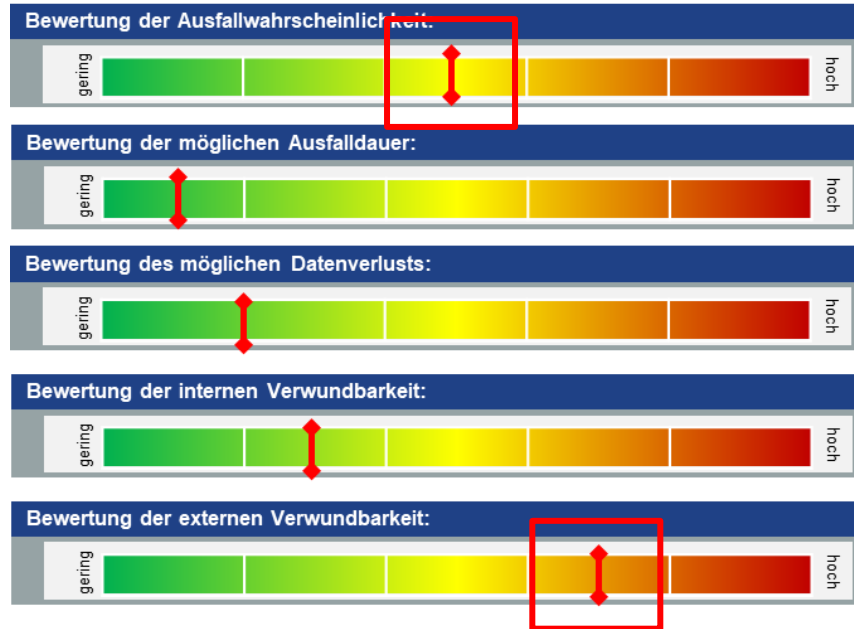 Bewertung der Ausfallwahrscheinlichkeit:
gering
hoch
Bewertung der möglichen Ausfalldauer:
gering
hoch
Bewertung des möglichen Datenverlusts:
gering
hoch
Bewertung der internen Verwundbarkeit:
gering
hoch
Bewertung der externen Verwundbarkeit:
gering
hoch